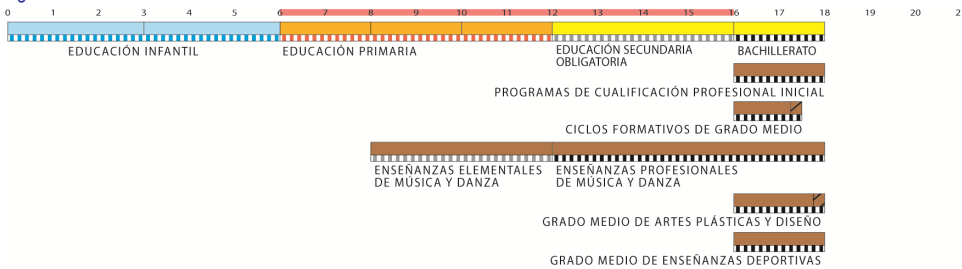 0 1 2 3 4 5 6 7 8 9 10 11 12 13 14 15 16 17 18 19 20 2
EDUCACIÓN INFANTIL EDUCACIÓN PRIMARIA EDUCACIÓN SECUNDARIA BACHILLERATO
OBLIGATORIA
PROGRAMAS DE CUALIFICACIÓN PROFESIONAL INICIAL
CICLOS FORMATIVOS DE GRADO MEDIO
ENSEÑANZAS ELEMENTALES ENSEÑANZAS PROFESIONALES
DE MÚSICA Y DANZA DE MÚSICA Y DANZA
GRADO MEDIO DE ARTES PLÁSTICAS Y DISEÑO
GRADO MEDIO DE ENSEÑANZAS DEPORTIVAS